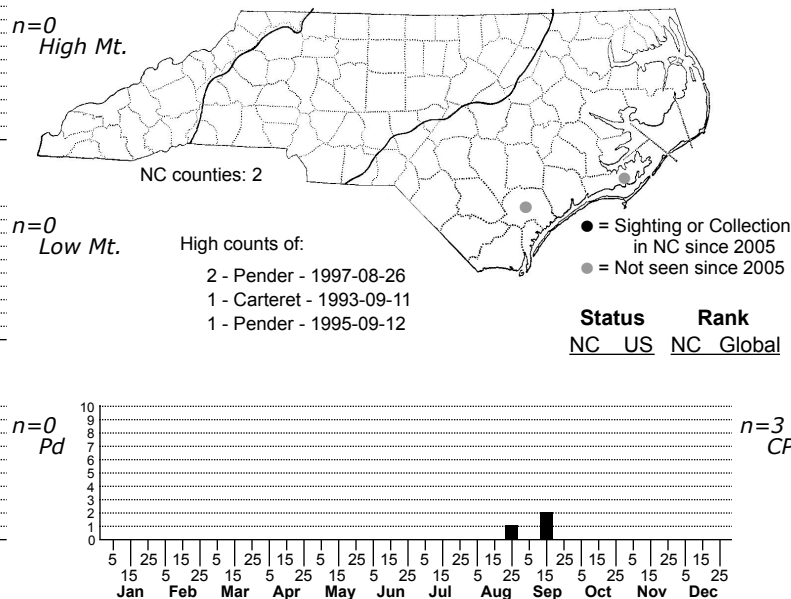 n=0
High Mt.
NC counties: 2
n=0
Low Mt.
High counts of:
2 - Pender - 1997-08-26
1 - Carteret - 1993-09-11
1 - Pender - 1995-09-12
= Sighting or Collection
in NC since 2005
= Not seen since 2005
Status Rank
NC US NC Global
n=0
Pd
10
9
8
7
6
5
4
3
2
1
0
n=3
CP
5 25 15 5 25 15 5 25 15 5 25 15 5 25 15 5 25 15
15 5 25 15 5 25 15 5 25 15 5 25 15 5 25 15 5 25
Jan Feb Mar Apr May Jun Jul Aug Sep Oct Nov Dec